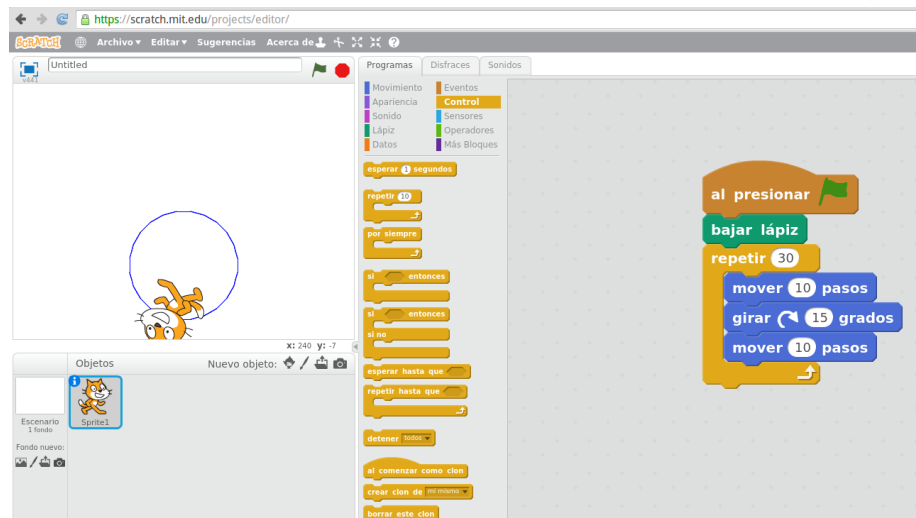 https://scratch.mit.edu/projects/editor/
SCRATCH Archivo Editar Sugerencias Acerca de
Untitled
v441
Programas Disfraces Sonidos
Movimiento Eventos
Apariencia Control
Sonido Sensores
Lápiz Operadores
Datos Más Bloques
esperar 1 segundos
repetir 10
por siempre
si entonces
si entonces
si no
esperar hasta que
repetir hasta que
detener todos
al comenzar como clon
crear clon de mi mismo
borrar este clon
al presionar
bajar lápiz
repetir 30
mover 10 pasos
girar 15 grados
mover 10 pasos
x: 240 y: -7
Objetos Nuevo objeto:
Sprite1
Escenario
1 fondo
Fondo nuevo: